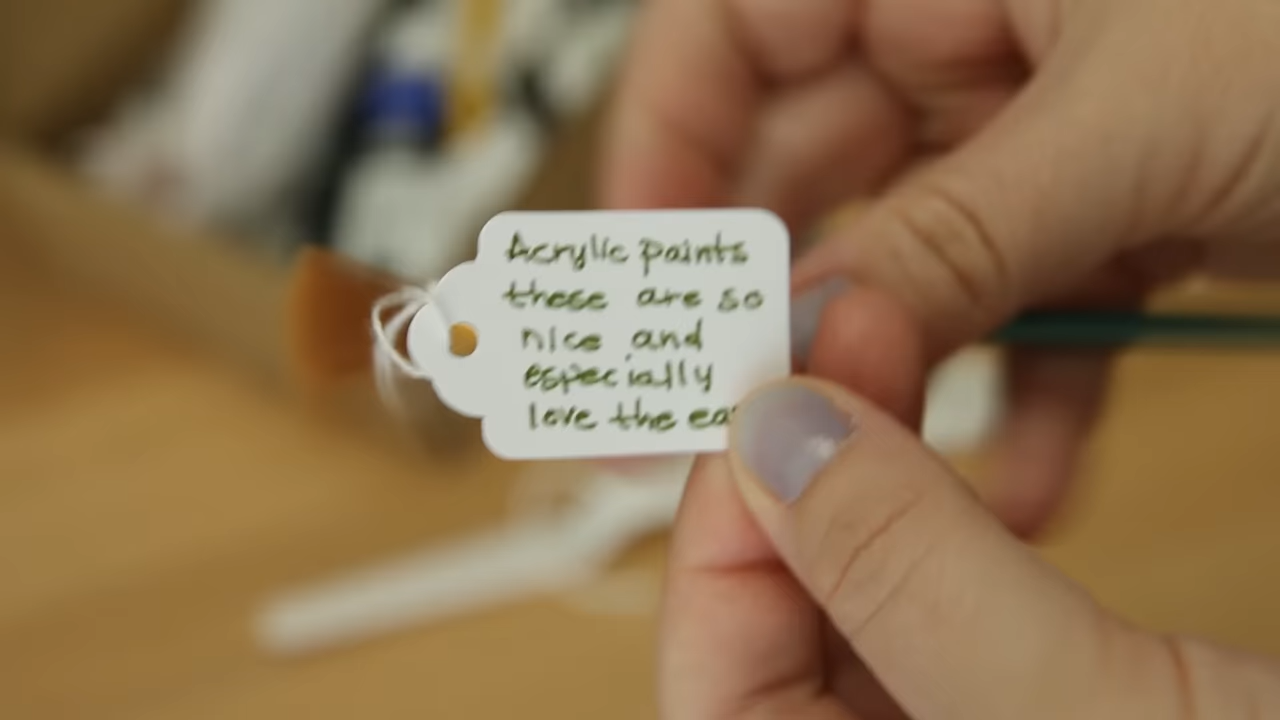 Acrylic paints
these are so
nice and
especially
love the